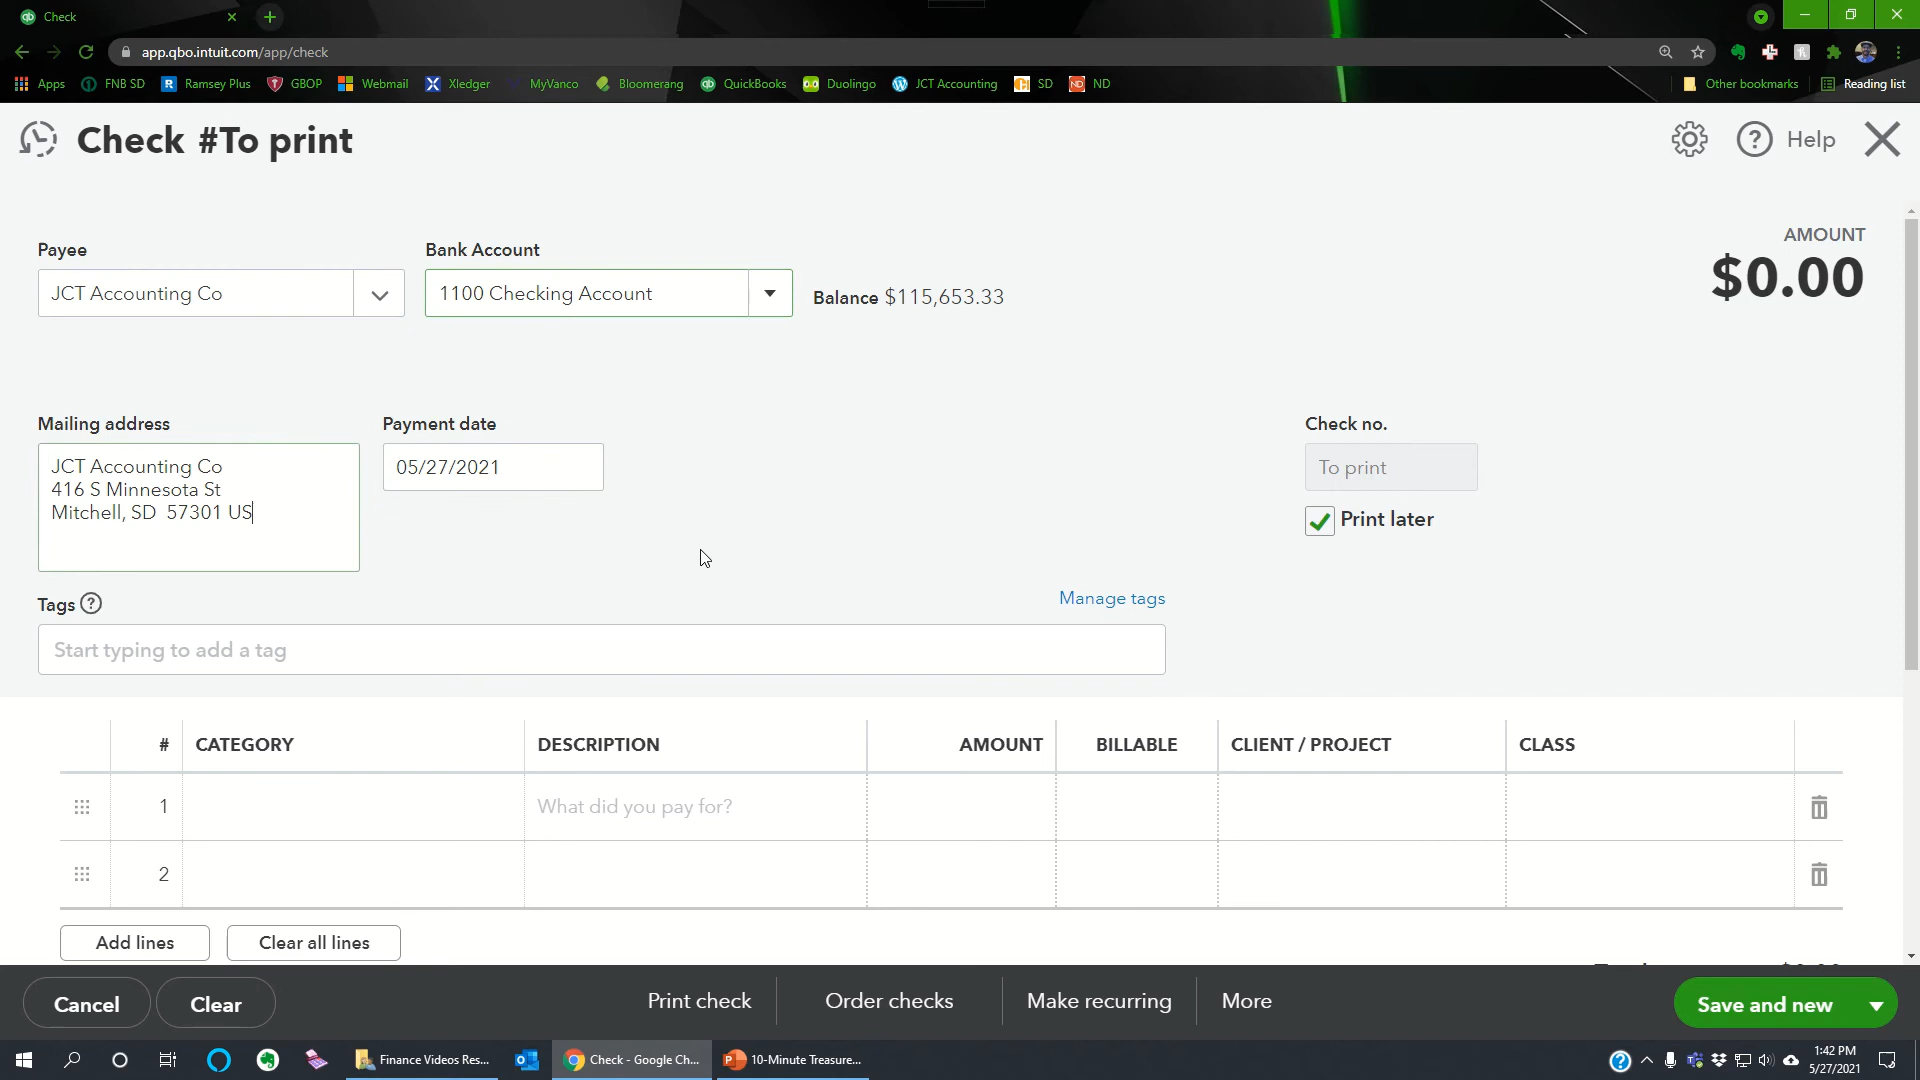 Check
app.qbo.intuit.com/app/check
Apps FNB SD Ramsey Plus GBOP Webmail Xledger MyVanco Bloomerang QuickBooks Duolingo JCT Accounting SD ND Other bookmarks Reading list
Check #To print
Help
Payee
Bank Account
AMOUNT
JCT Accounting Co
1100 Checking Account
Balance $115,653.33
$0.00
Mailing address
Payment date
Check no.
JCT Accounting Co
416 S Minnesota St
Mitchell, SD 57301 US
05/27/2021
To print
Print later
Tags
Manage tags
Start typing to add a tag
# CATEGORY DESCRIPTION AMOUNT BILLABLE CLIENT / PROJECT CLASS
1 What did you pay for?
2
Add lines Clear all lines
Cancel Clear Print check Order checks Make recurring More Save and new
Finance Videos Res... Check - Google Ch... 10-Minute Treasure...
1:42 PM
5/27/2021